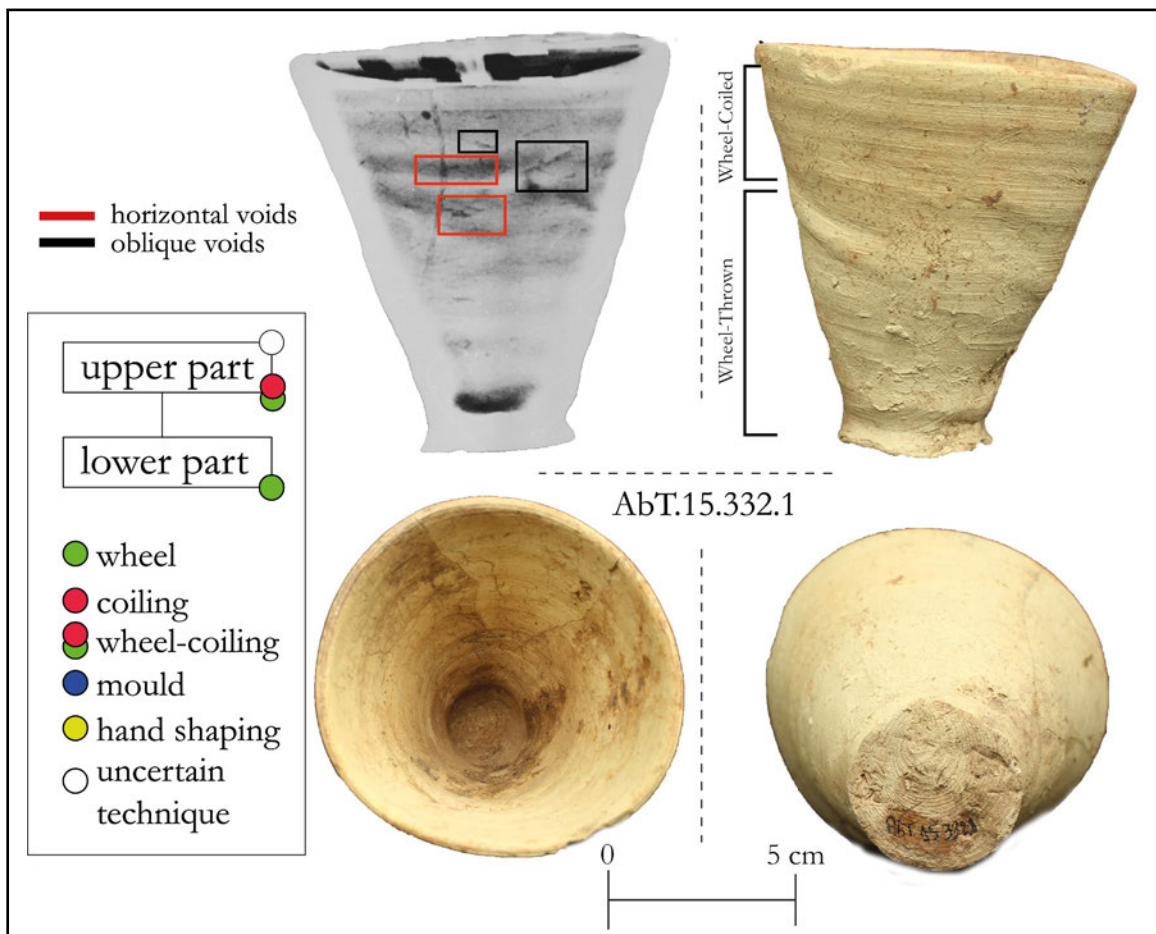 horizontal voids
oblique voids
upper part
lower part
wheel
coiling
wheel-coiling
mould
hand shaping
uncertain
technique
Wheel-Coiled
Wheel-Thrown
AbT.15.332.1
0
5 cm